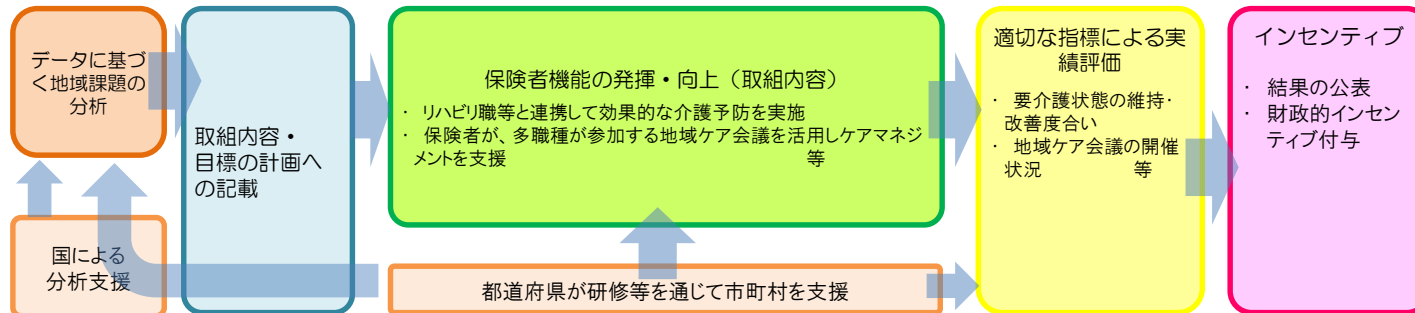 データに基づ
く地域課題の
分析
国による
分析支援
取組内容・
目標の計画へ
の記載
保険者機能の発揮・向上（取組内容）
・ リハビリ職等と連携して効果的な介護予防を実施
・ 保険者が、多職種が参加する地域ケア会議を活用しケアマネジ
メントを支援 等
都道府県が研修等を通じて市町村を支援
適切な指標による実
績評価
・ 要介護状態の維持・
改善度合い
・ 地域ケア会議の開催
状況 等
インセンティブ
・ 結果の公表
・ 財政的インセン
ティブ付与